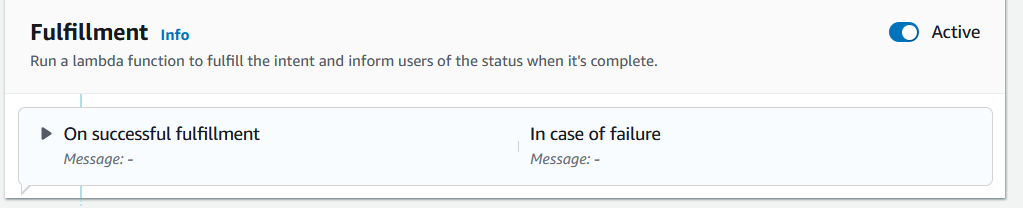 Fulfillment Info
Active
Run a lambda function to fulfill the intent and inform users of the status when it's complete.
On successful fulfillment
Message: -
In case of failure
Message: -